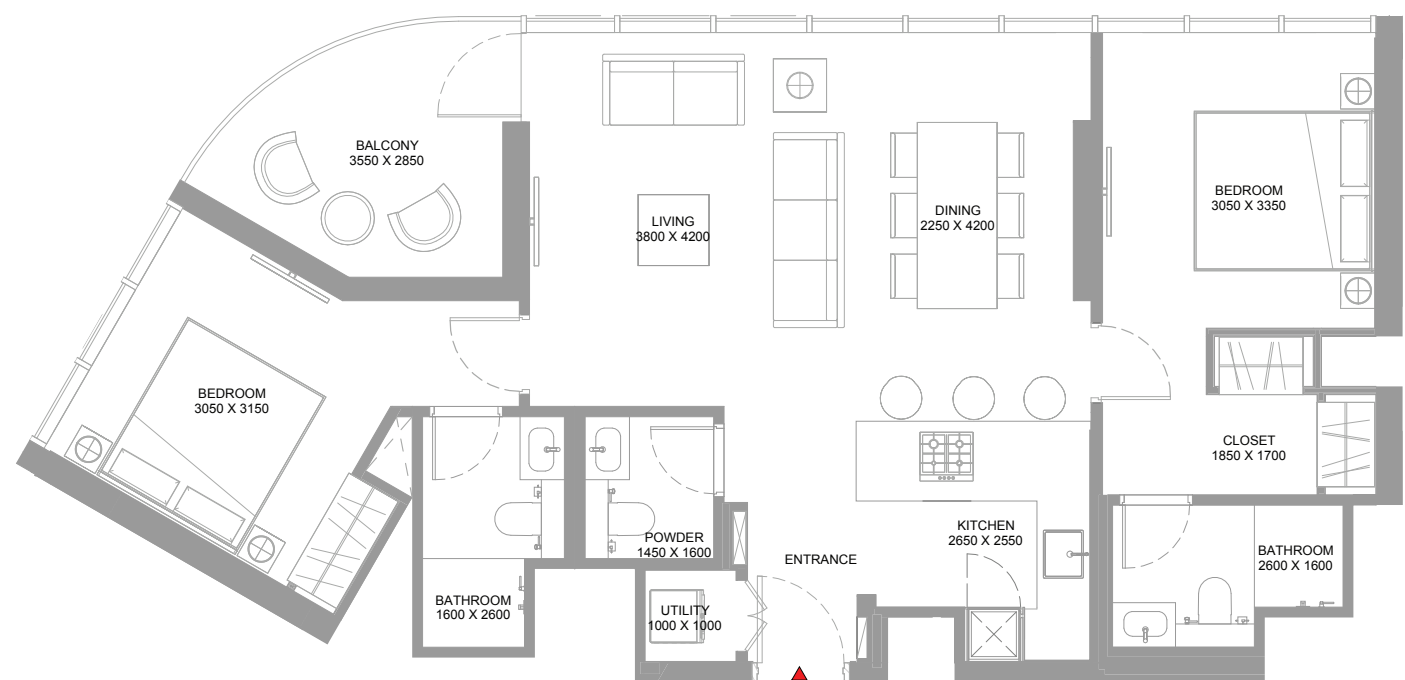 BALCONY
3550 X 2850
LIVING
3800 X 4200
DINING
2250 X 4200
BEDROOM
3050 X 3350
BEDROOM
3050 X 3150
CLOSET
1850 X 1700
KITCHEN
2650 X 2550
POWDER
1450 X 1600
ENTRANCE
BATHROOM
2600 X 1600
BATHROOM
1600 X 2600
UTILITY
1000 X 1000